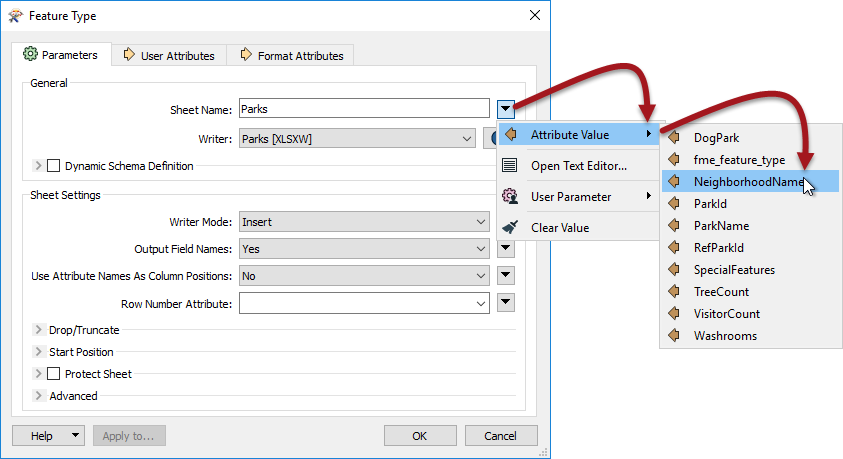 Feature Type
Parameters
User Attributes
Format Attributes
General
Sheet Name: Parks
Writer: Parks [XLSXW]
Dynamic Schema Definition
Sheet Settings
Writer Mode: Insert
Output Field Names: Yes
Use Attribute Names As Column Positions: No
Row Number Attribute:
Drop/Truncate
Start Position
Protect Sheet
Advanced
Help
Apply to...
OK
Cancel
Attribute Value
Open Text Editor...
User Parameter
Clear Value
DogPark
fme_feature_type
NeighborhoodName
ParkId
ParkName
RefParkId
SpecialFeatures
TreeCount
VisitorCount
Washrooms